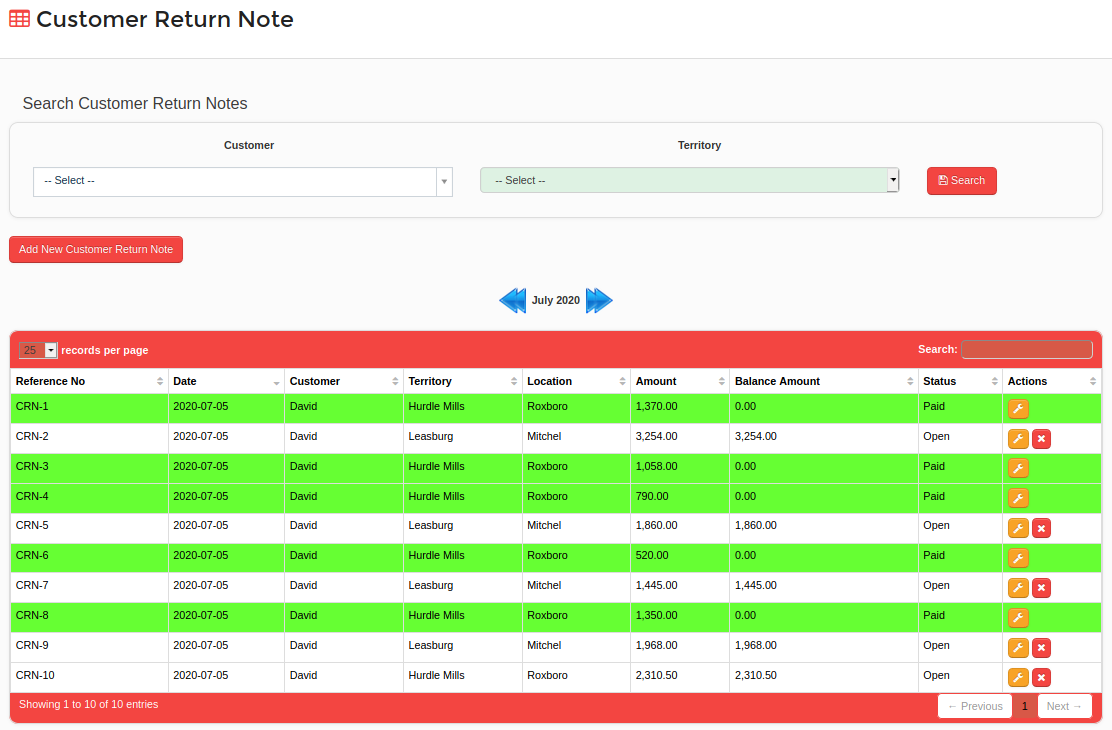 Customer Return Note
Search Customer Return Notes
Customer Territory
-- Select -- -- Select -- Search
Add New Customer Return Note
July 2020
25 records per page Search:
Reference No Date Customer Territory Location Amount Balance Amount Status Actions
CRN-1 2020-07-05 David Hurdle Mills Roxboro 1,370.00 0.00 Paid
CRN-2 2020-07-05 David Leasburg Mitchel 3,254.00 3,254.00 Open
CRN-3 2020-07-05 David Hurdle Mills Roxboro 1,058.00 0.00 Paid
CRN-4 2020-07-05 David Hurdle Mills Roxboro 790.00 0.00 Paid
CRN-5 2020-07-05 David Leasburg Mitchel 1,860.00 1,860.00 Open
CRN-6 2020-07-05 David Hurdle Mills Roxboro 520.00 0.00 Paid
CRN-7 2020-07-05 David Leasburg Mitchel 1,445.00 1,445.00 Open
CRN-8 2020-07-05 David Hurdle Mills Roxboro 1,350.00 0.00 Paid
CRN-9 2020-07-05 David Leasburg Mitchel 1,968.00 1,968.00 Open
CRN-10 2020-07-05 David Hurdle Mills Roxboro 2,310.50 2,310.50 Open
Showing 1 to 10 of 10 entries ← Previous 1 Next →